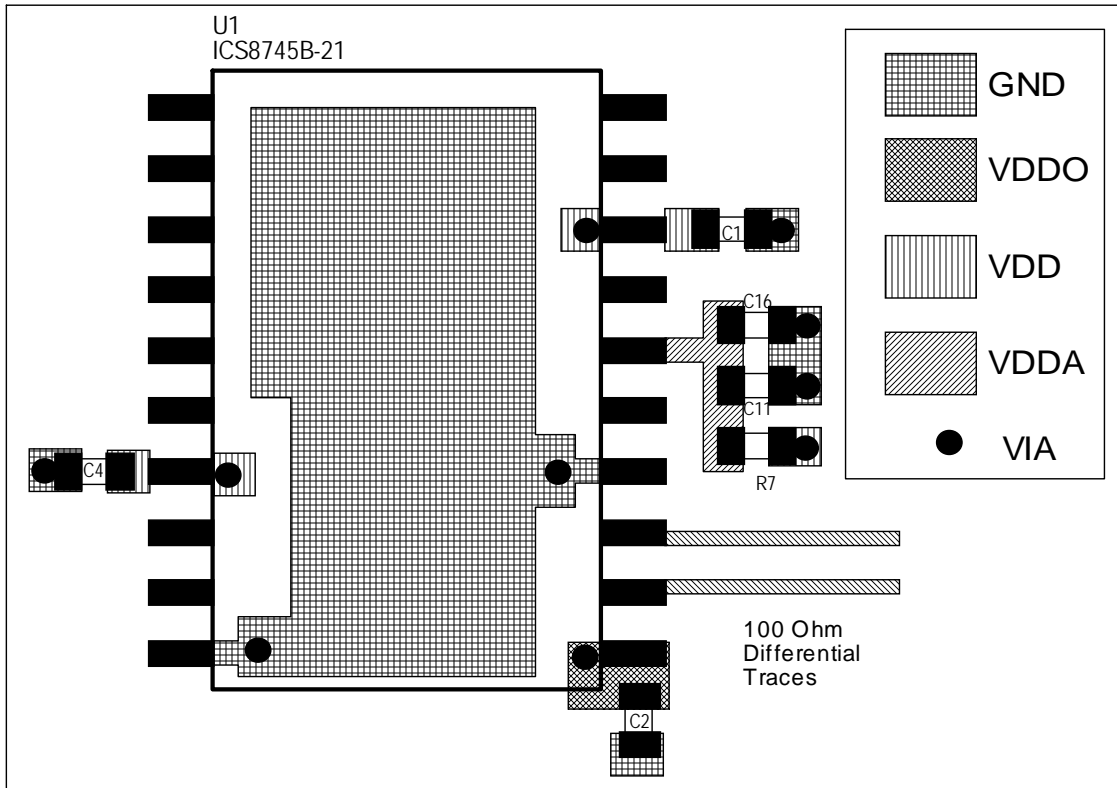 U1
ICS8745B-21
GND
VDDO
VDD
VDDA
VIA
C1
C16
C11
R7
C4
C2
100 Ohm
Differential
Traces